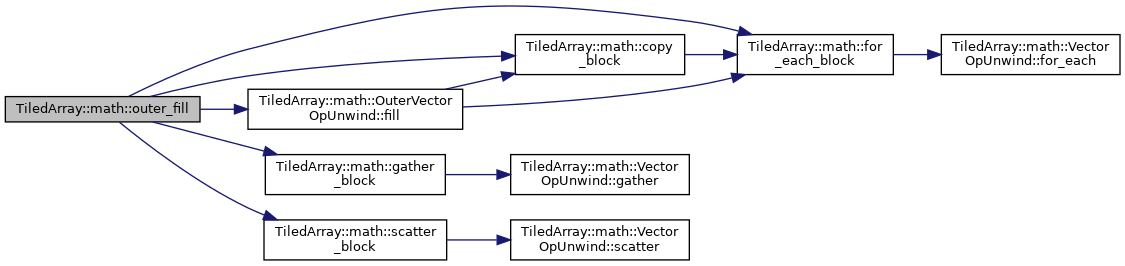 TiledArray::math::outer_fill
TiledArray::math::OuterVector
OpUnwind::fill
TiledArray::math::copy
_block
TiledArray::math::for
_each_block
TiledArray::math::Vector
OpUnwind::for_each
TiledArray::math::gather
_block
TiledArray::math::Vector
OpUnwind::gather
TiledArray::math::scatter
_block
TiledArray::math::Vector
OpUnwind::scatter